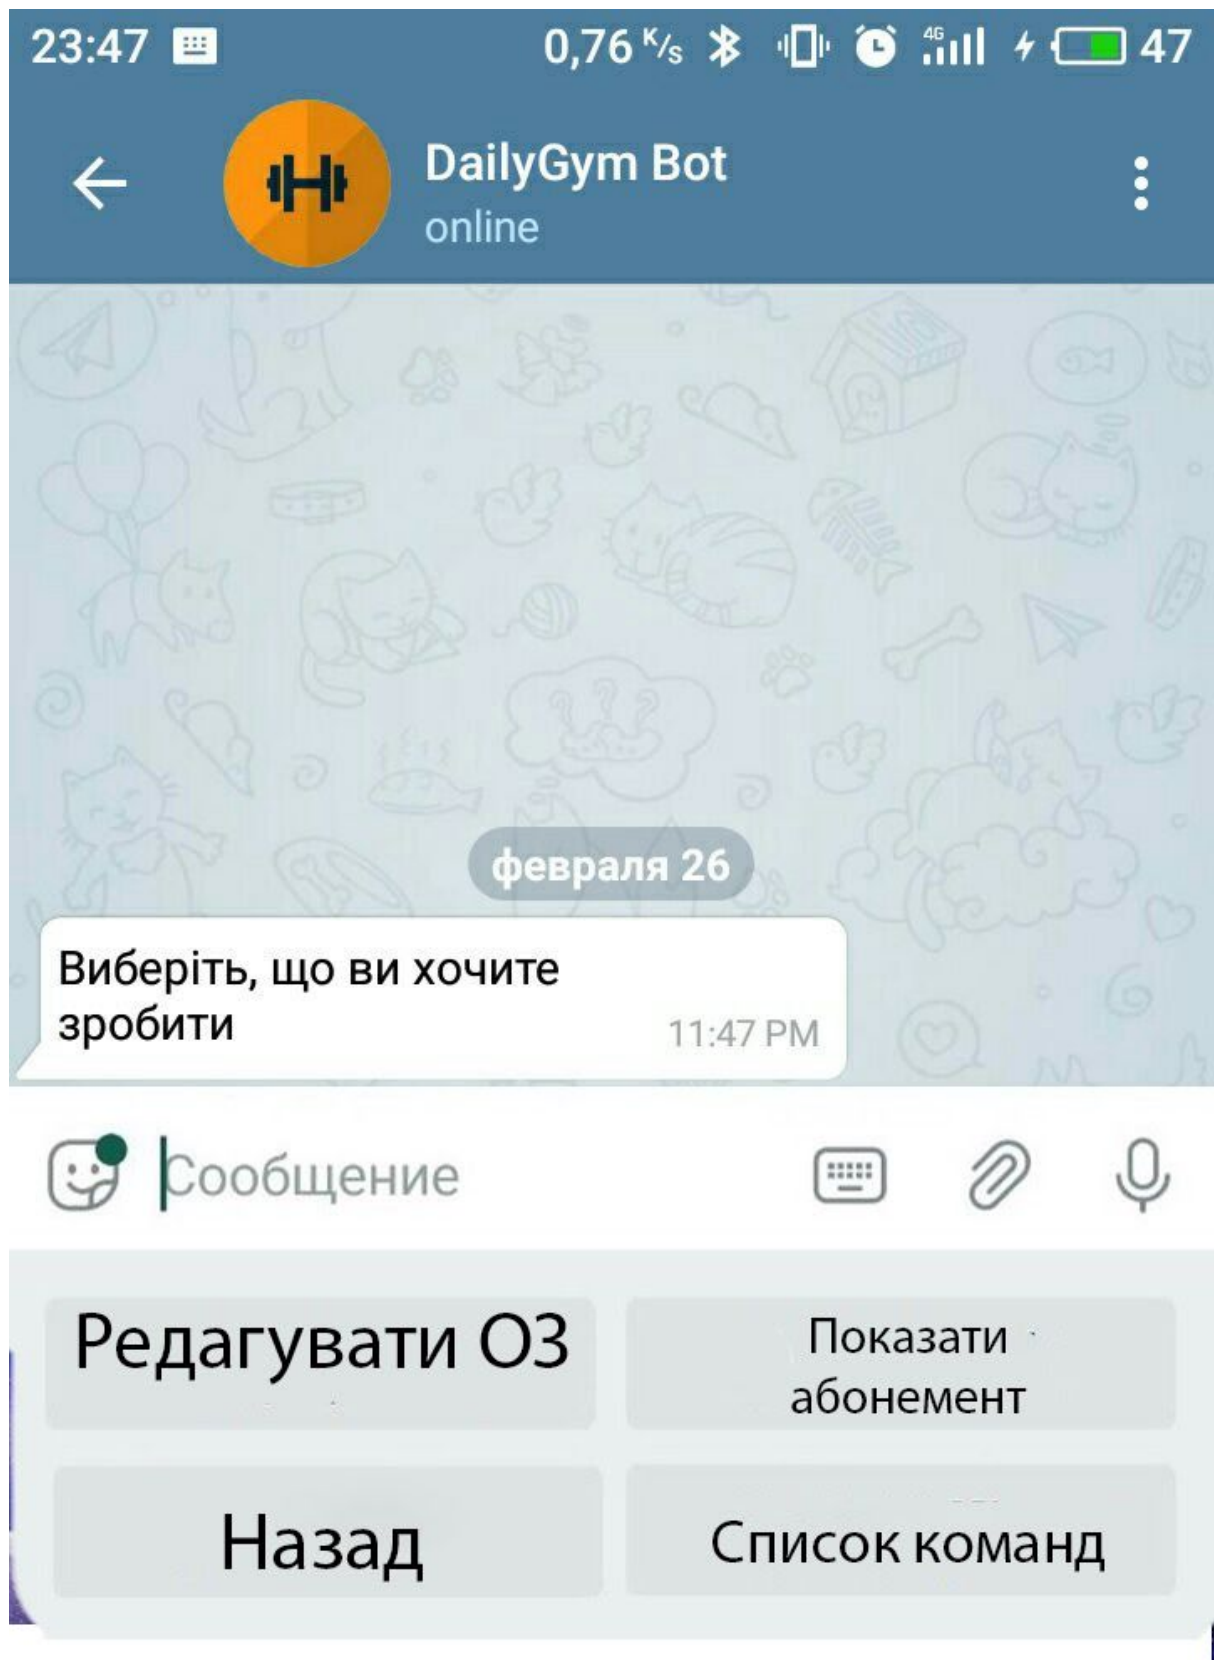 23:47 0,76 K/s 4G 47
DailyGym Bot
online
февраля 26
Виберіть, що ви хочите
зробити
11:47 PM
Сообщение
Редагувати ОЗ
Показати
абонемент
Назад
Список команд